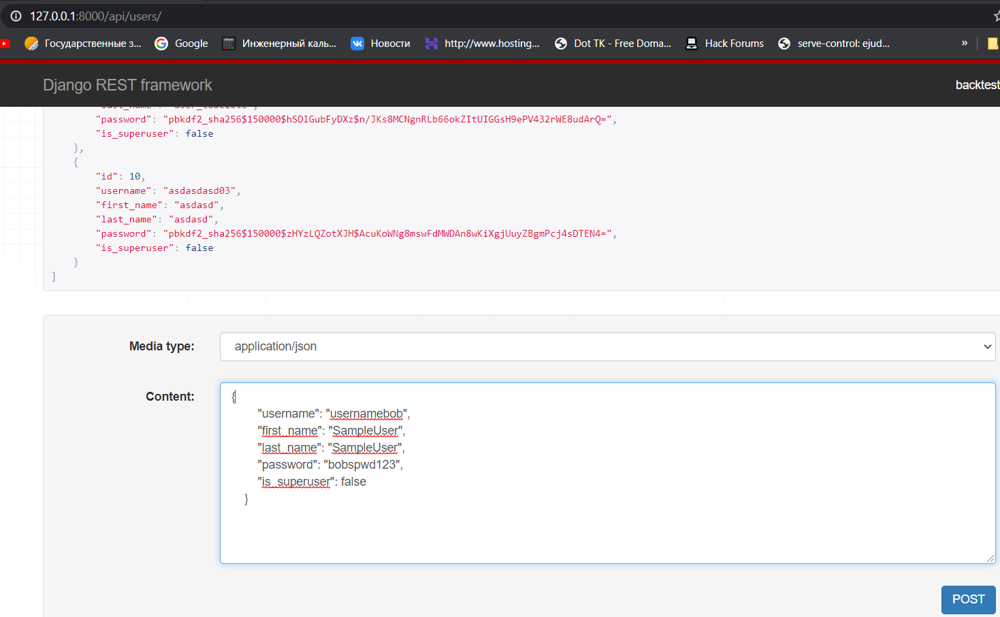 127.0.0.1:8000/api/users/
Государственные з... Google Инженерный каль... Новости http://www.hosting... Dot TK - Free Doma... Hack Forums serve-control: ejud... »
Django REST framework backtest
"last_name": "user_todelete",
"password": "pbkdf2_sha256$150000$hSDlGubFyDXz$n/JKs8MCNgnRLb66okZItUIGGsH9ePV432rWE8udArQ=",
"is_superuser": false
},
{
"id": 10,
"username": "asdasdasd03",
"first_name": "asdasd",
"last_name": "asdasd",
"password": "pbkdf2_sha256$150000$zHYzLQZotXJH$AcuKoWNg8mswFdMWDAn8wKiXgjUuyZBgmPcj4sDTEN4=",
"is_superuser": false
}
]
Media type: application/json
Content: {
"username": "usernamebob",
"first_name": "SampleUser",
"last_name": "SampleUser",
"password": "bobspwd123",
"is_superuser": false
}
POST